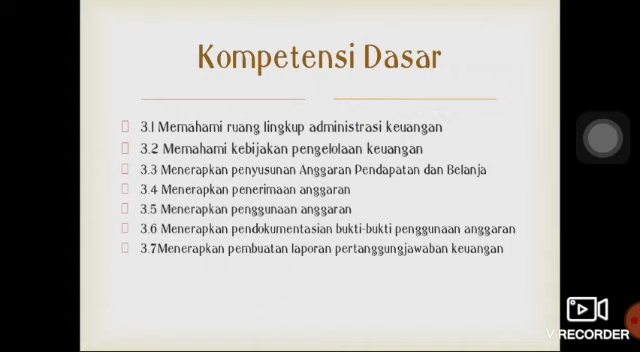 Kompetensi Dasar
3.1 Memahami ruang lingkup administrasi keuangan
3.2 Memahami kebijakan pengelolaan keuangan
3.3 Menerapkan penyusunan Anggaran Pendapatan dan Belanja
3.4 Menerapkan penerimaan anggaran
3.5 Menerapkan penggunaan anggaran
3.6 Menerapkan pendokumentasian bukti-bukti penggunaan anggaran
3.7Menerapkan pembuatan laporan pertanggungjawaban keuangan
V RECORDER